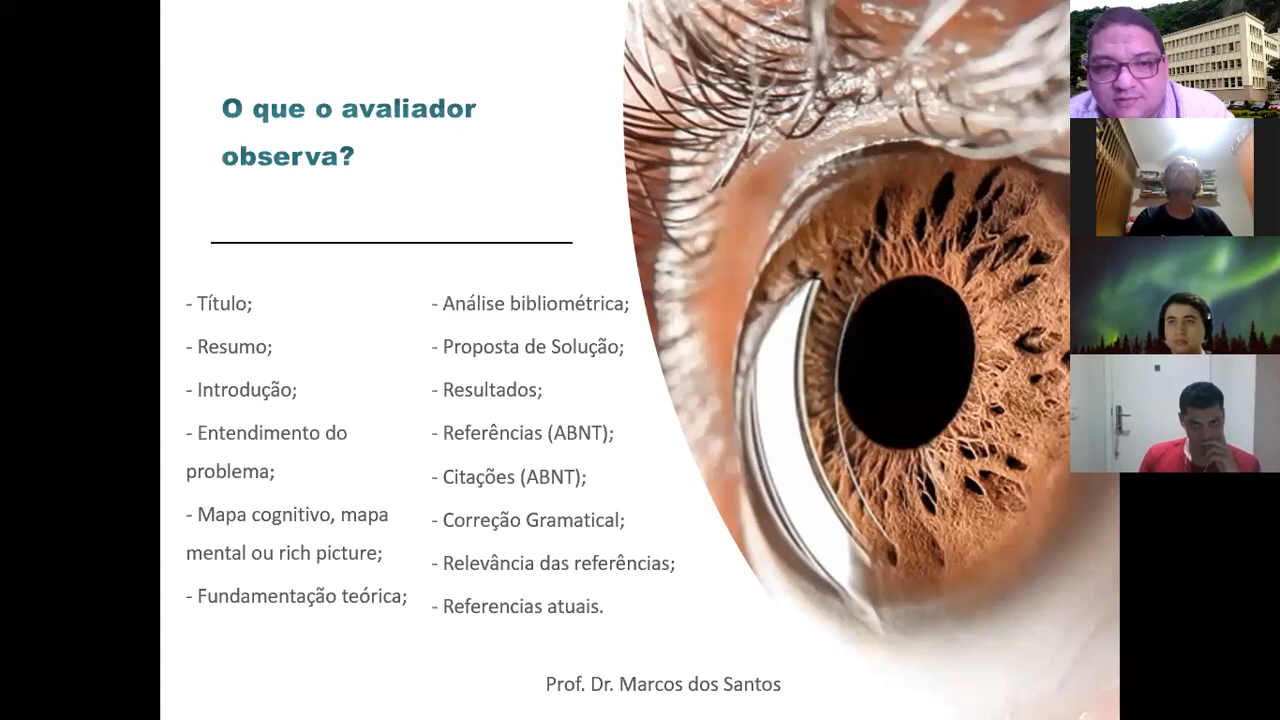 O que o avaliador
observa?
- Título;
- Resumo;
- Introdução;
- Entendimento do
problema;
- Mapa cognitivo, mapa
mental ou rich picture;
- Fundamentação teórica;
- Análise bibliométrica;
- Proposta de Solução;
- Resultados;
- Referências (ABNT);
- Citações (ABNT);
- Correção Gramatical;
- Relevância das referências;
- Referencias atuais.
Prof. Dr. Marcos dos Santos